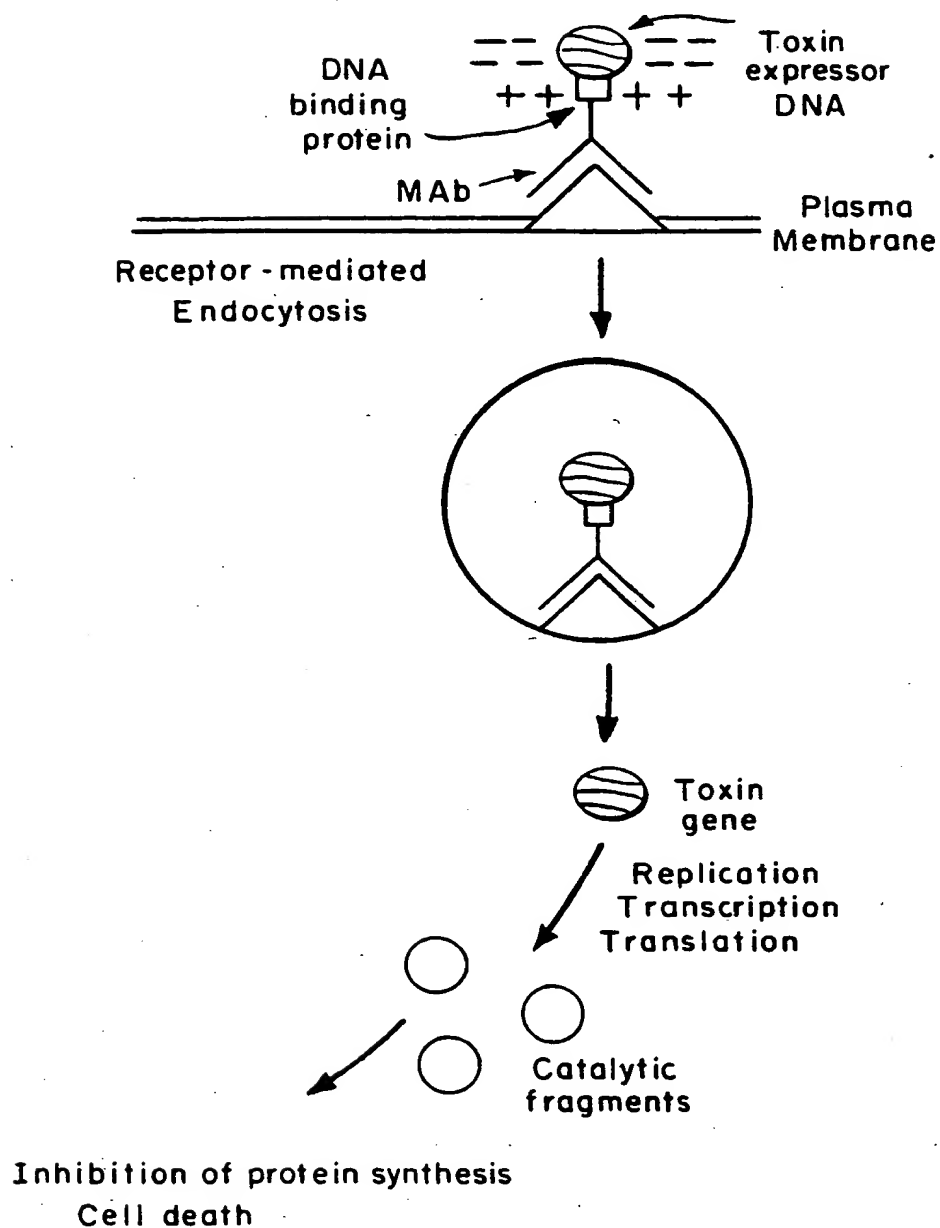 Toxin
expressor
DNA
DNA
binding
protein
— — — —
— — — —
+ + + +
MAb
Plasma
Membrane
Receptor-mediated
Endocytosis
Toxin
gene
Replication
Transcription
Translation
Catalytic
fragments
Inhibition of protein synthesis
Cell death